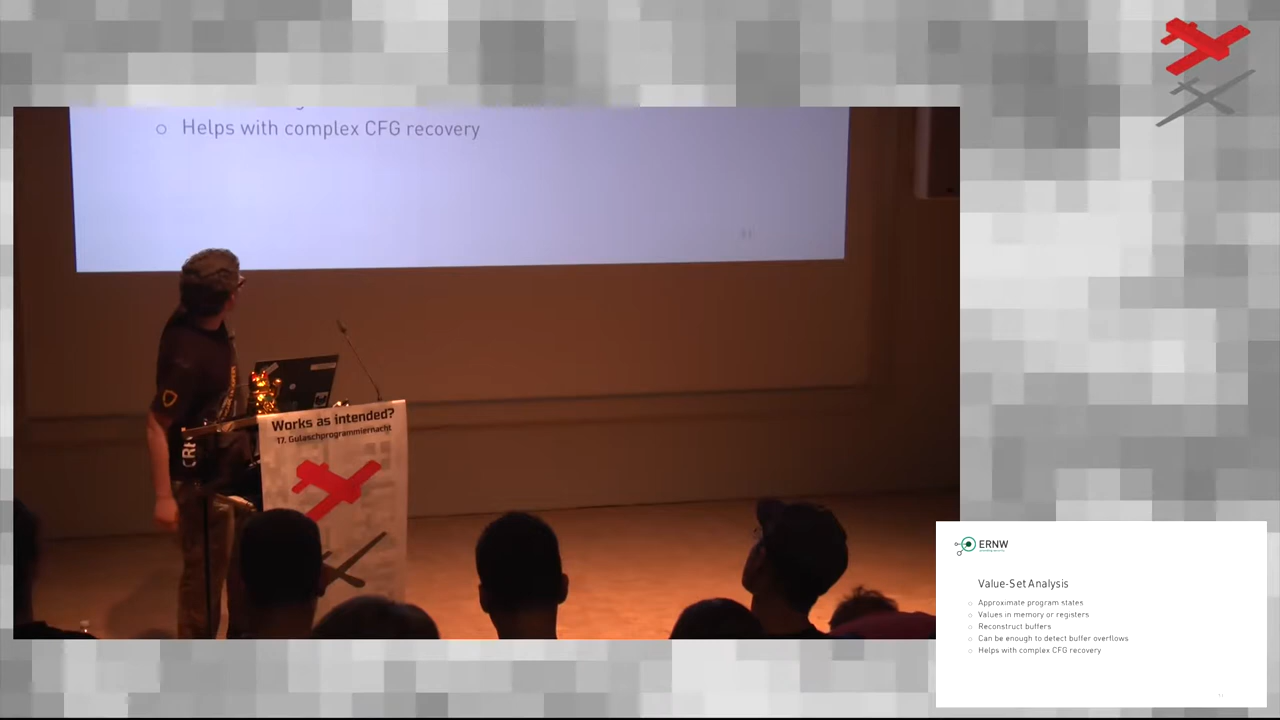 Helps with complex CFG recovery
Works as intended?
17. Gulaschprogrammiernacht
CRE
ERNW
Value-Set Analysis
Approximate program states
Values in memory or registers
Reconstruct buffers
Can be enough to detect buffer overflows
Helps with complex CFG recovery